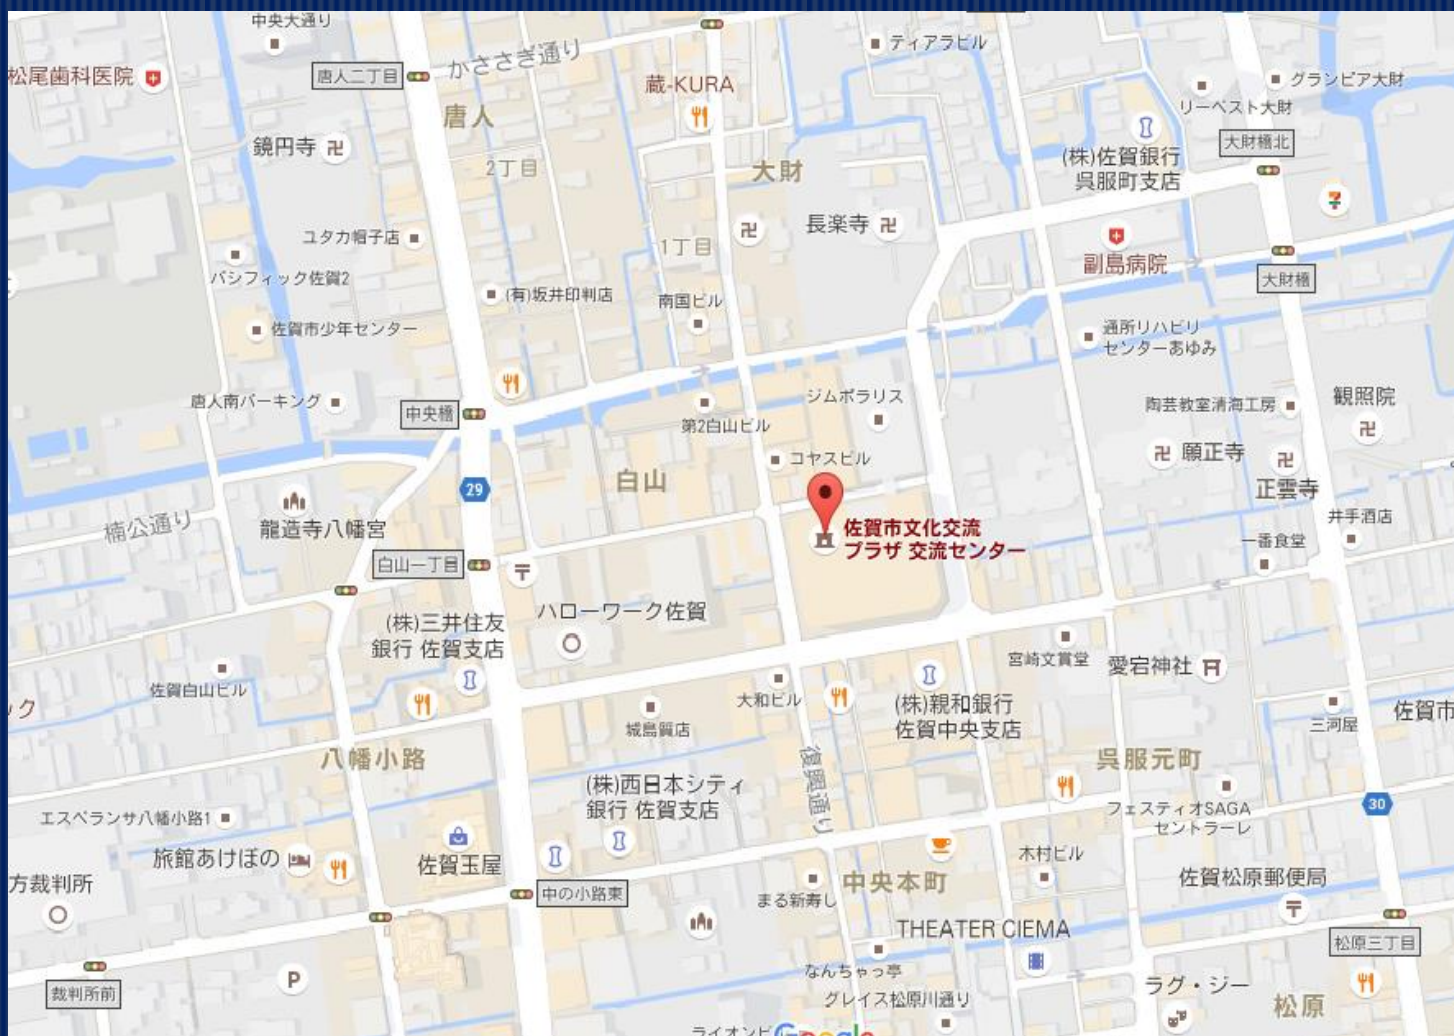 中央大通り
ティアラビル
かささぎ通り
松尾歯科医院
唐人二丁目
グランピア大財
蔵-KURA
リーベスト大財
唐人
鏡円寺
大財橋北
(株)佐賀銀行
呉服町支店
2丁目
大財
ユタカ帽子店
長楽寺
1丁目
副島病院
パシフィック佐賀2
大財橋
(有)坂井印判店
南国ビル
佐賀市少年センター
通所リハビリ
センターあゆみ
唐人南パーキング
中央橋
ジムポラリス
陶芸教室清海工房
観照院
第2白山ビル
コヤスビル
願正寺
白山
29
正雲寺
楠公通り
龍造寺八幡宮
佐賀市文化交流
プラザ 交流センター
井手酒店
一番食堂
白山一丁目
ハローワーク佐賀
(株)三井住友
銀行 佐賀支店
宮崎文賞堂
愛宕神社
佐賀白山ビル
大和ビル
(株)親和銀行
佐賀中央支店
ック
城島質店
三河屋
佐賀市
八幡小路
復興通り
呉服元町
(株)西日本シティ
銀行 佐賀支店
30
フェスティオSAGA
セントラーレ
エスペランサ八幡小路1
旅館あけぼの
佐賀玉屋
木村ビル
方裁判所
中の小路東
まる新寿し
中央本町
佐賀松原郵便局
THEATER CIEMA
松原三丁目
なんちゃっ亭
裁判所前
P
グレイス松原川通り
ラグ・ジー
松原
ライオンビ
Google